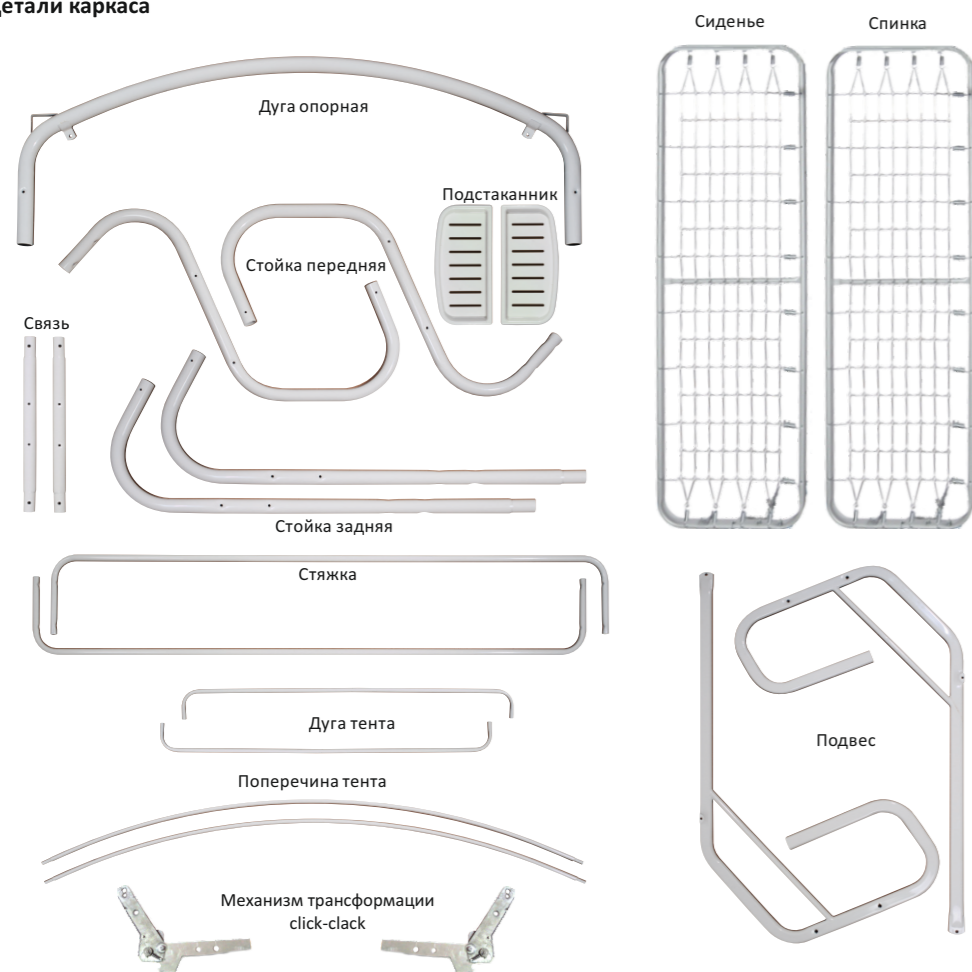 детали каркаса
Сиденье
Спинка
Дуга опорная
Подстаканник
Стойка передняя
Связь
Стойка задняя
Стяжка
Дуга тента
Подвес
Поперечина тента
Механизм трансформации
click-clack